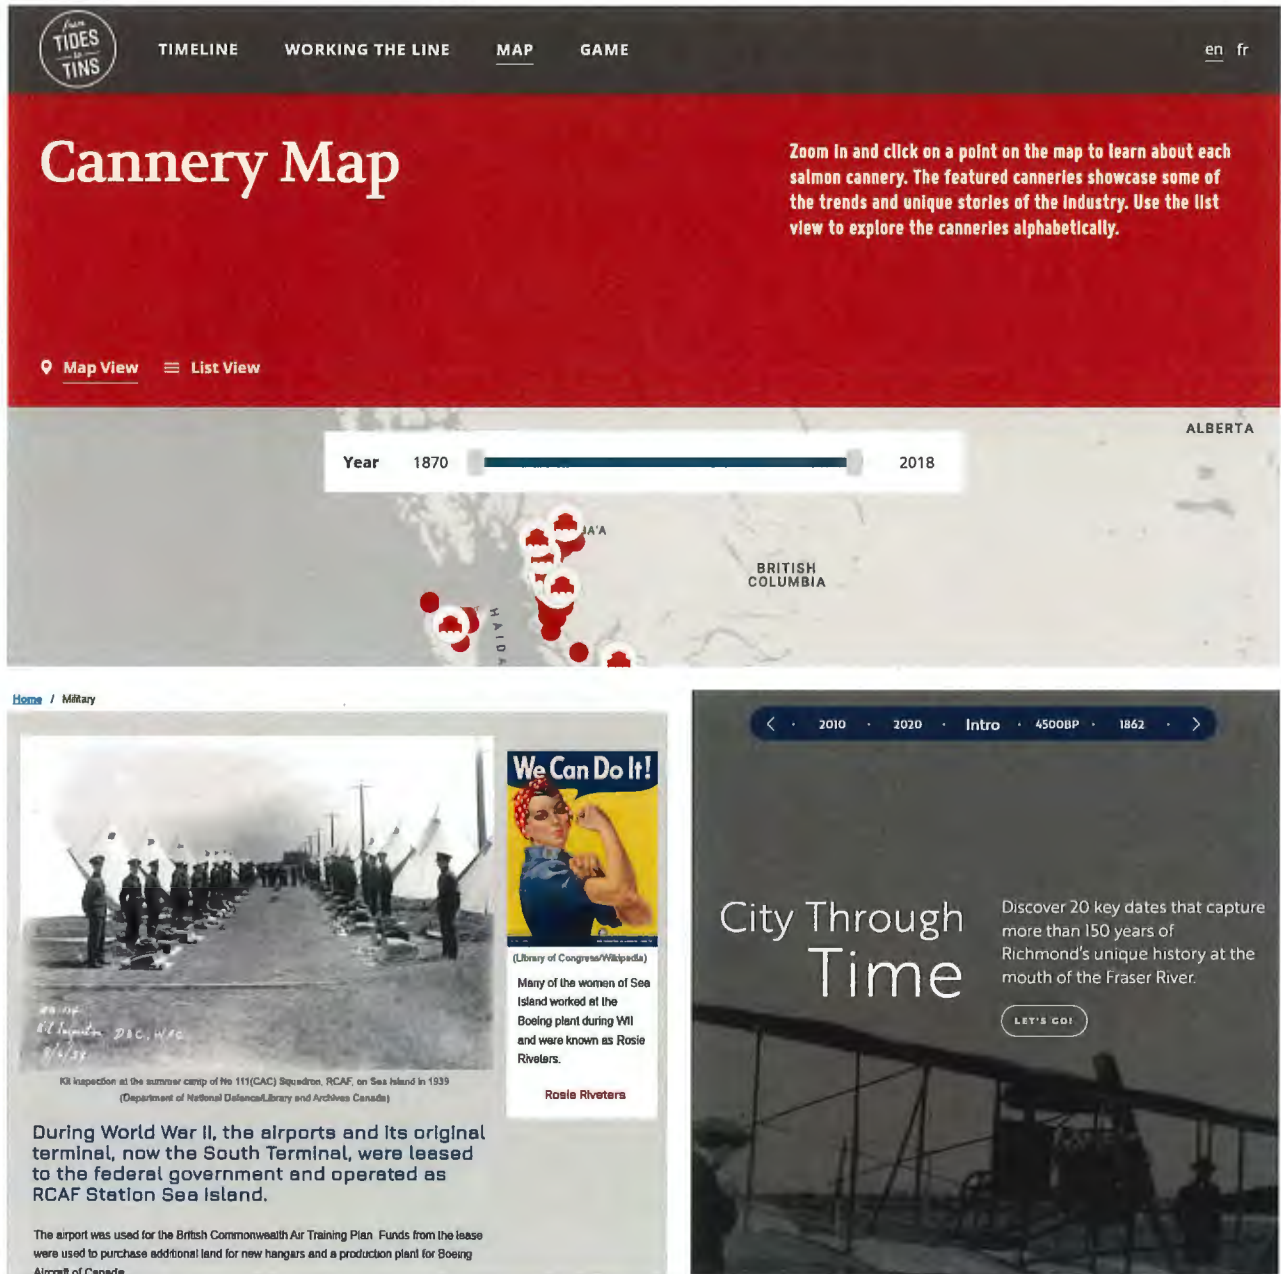 from
TIDES
to
TINS
TIMELINE
WORKING THE LINE
MAP
GAME
en fr
Cannery Map
Zoom in and click on a point on the map to learn about each
salmon cannery. The featured canneries showcase some of
the trends and unique stories of the industry. Use the list
view to explore the canneries alphabetically.
Map View
List View
ALBERTA
Year 1870 2018
BRITISH
COLUMBIA
HAIDA
Home / Military
We Can Do It!
(Library of Congress/Wikipedia)
Many of the women of Sea
Island worked at the
Boeing plant during WII
and were known as Rosie
Riveters.
Rosie Riveters
Kit Inspection at the summer camp of No 111(CAC) Squadron, RCAF, on Sea Island in 1939
(Department of National Defence/Library and Archives Canada)
During World War II, the airports and its original
terminal, now the South Terminal, were leased
to the federal government and operated as
RCAF Station Sea Island.
The airport was used for the British Commonwealth Air Training Plan Funds from the lease
were used to purchase additional land for new hangars and a production plant for Boeing
Aircraft of Canada
< · 2010 · 2020 · Intro · 4500BP · 1862 · >
City Through
Time
Discover 20 key dates that capture
more than 150 years of
Richmond's unique history at the
mouth of the Fraser River.
LET'S GO!